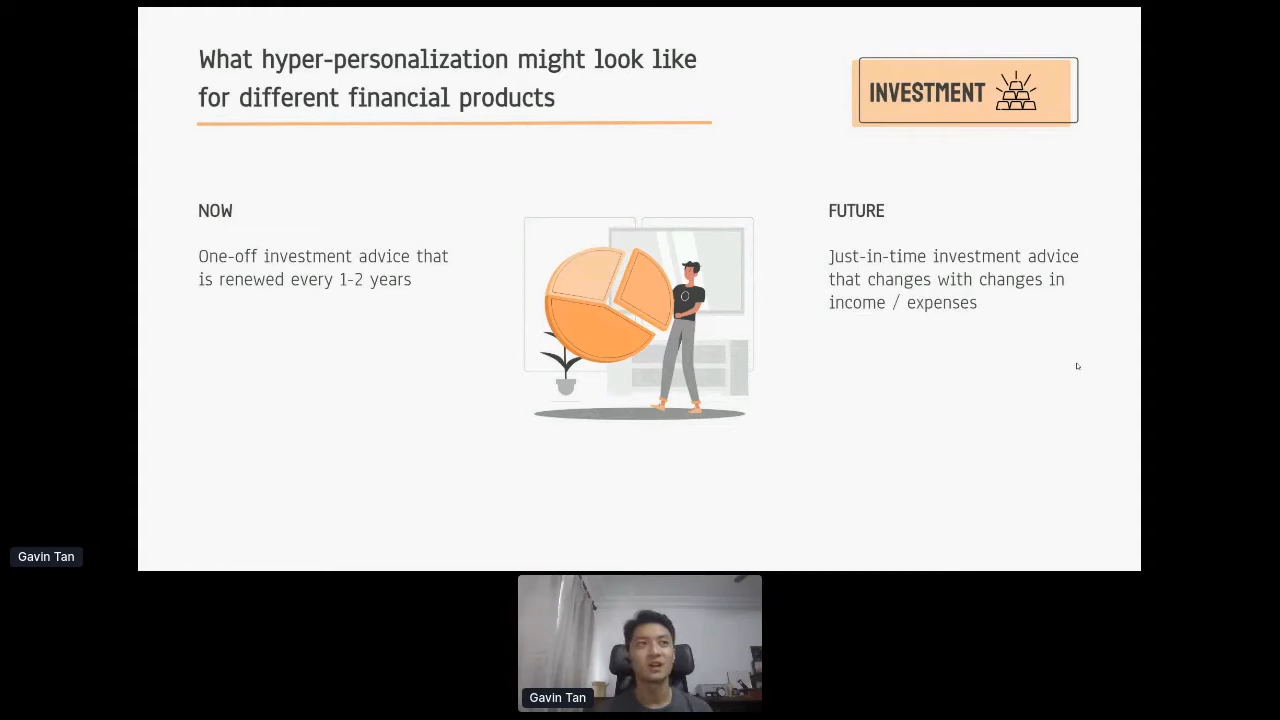 What hyper-personalization might look like
for different financial products
INVESTMENT
NOW
One-off investment advice that
is renewed every 1-2 years
FUTURE
Just-in-time investment advice
that changes with changes in
income / expenses
Gavin Tan
Gavin Tan